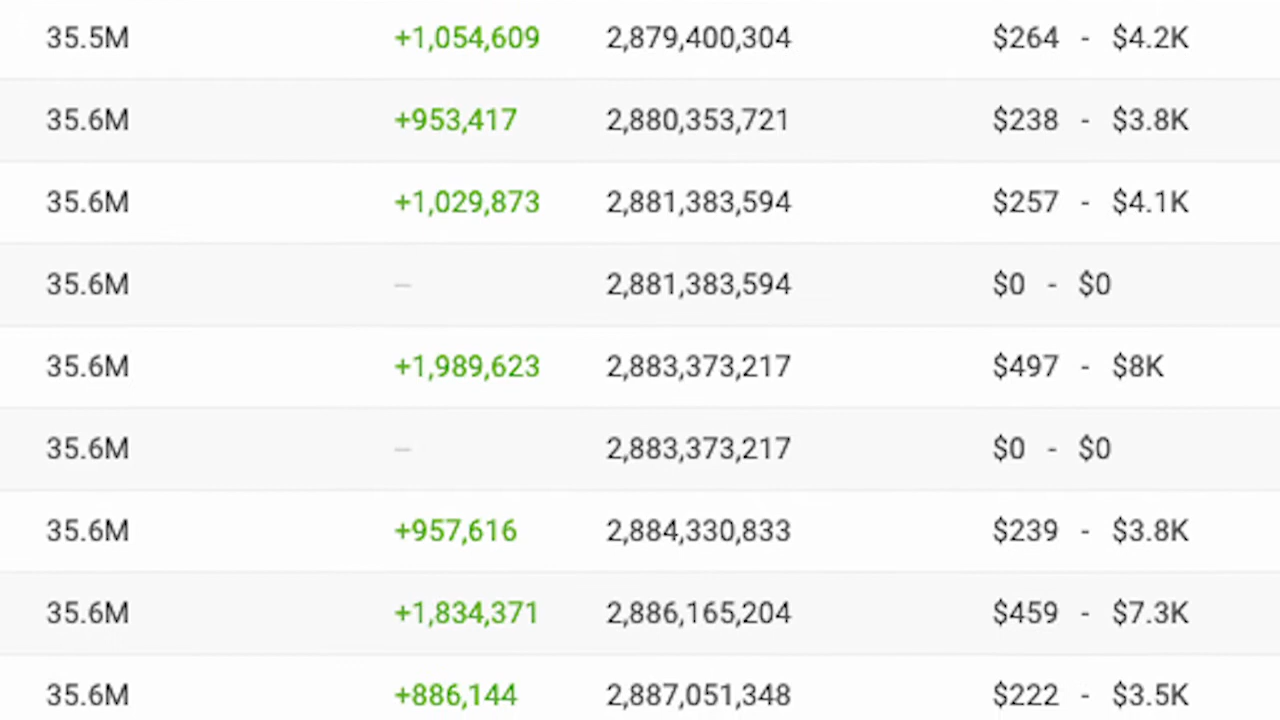 35.5M +1,054,609 2,879,400,304 $264 - $4.2K
35.6M +953,417 2,880,353,721 $238 - $3.8K
35.6M +1,029,873 2,881,383,594 $257 - $4.1K
35.6M – 2,881,383,594 $0 - $0
35.6M +1,989,623 2,883,373,217 $497 - $8K
35.6M – 2,883,373,217 $0 - $0
35.6M +957,616 2,884,330,833 $239 - $3.8K
35.6M +1,834,371 2,886,165,204 $459 - $7.3K
35.6M +886,144 2,887,051,348 $222 - $3.5K